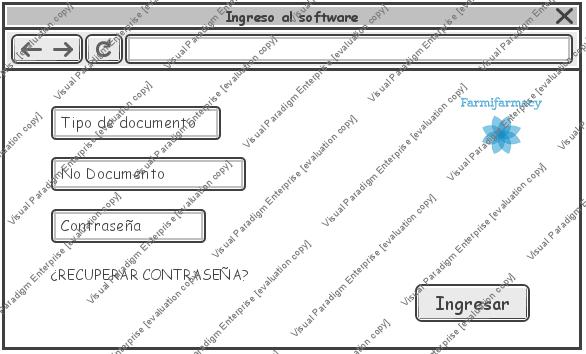 Ingreso al software
Farmifarmacy
Tipo de documento
No Documento
Contraseña
¿RECUPERAR CONTRASEÑA?
Ingresar
Visual Paradigm Enterprise [evaluation copy]